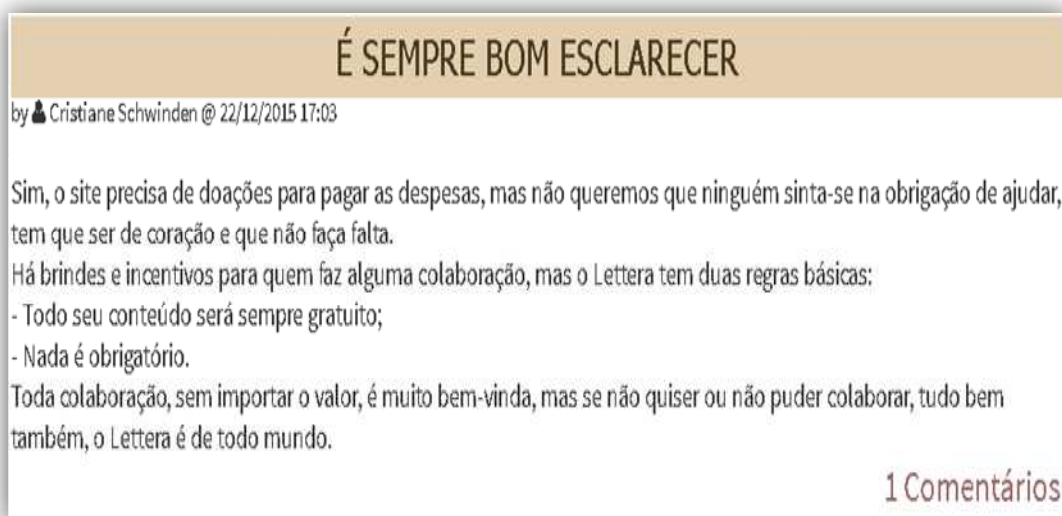 É SEMPRE BOM ESCLARECER
by Cristiane Schwinden @ 22/12/2015 17:03
Sim, o site precisa de doações para pagar as despesas, mas não queremos que ninguém sinta-se na obrigação de ajudar,
tem que ser de coração e que não faça falta.
Há brindes e incentivos para quem faz alguma colaboração, mas o Lettera tem duas regras básicas:
- Todo seu conteúdo será sempre gratuito;
- Nada é obrigatório.
Toda colaboração, sem importar o valor, é muito bem-vinda, mas se não quiser ou não puder colaborar, tudo bem
também, o Lettera é de todo mundo.
1 Comentários